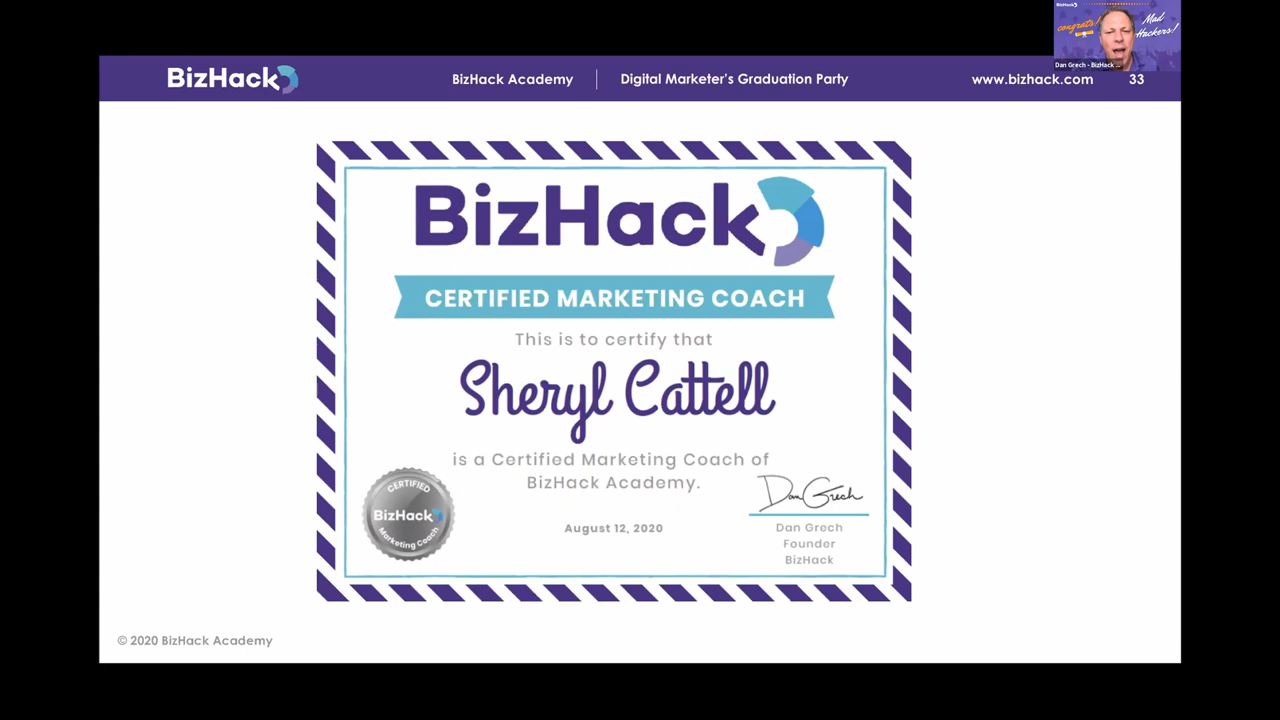 BizHack
congrats!
Mad
Hackers!
Dan Grech - BizHack ...
BizHack
BizHack Academy
Digital Marketer's Graduation Party
www.bizhack.com
33
BizHack
CERTIFIED MARKETING COACH
This is to certify that
Sheryl Cattell
is a Certified Marketing Coach of
BizHack Academy.
CERTIFIED
BizHack
Marketing Coach
August 12, 2020
Dan Grech
Dan Grech
Founder
BizHack
© 2020 BizHack Academy